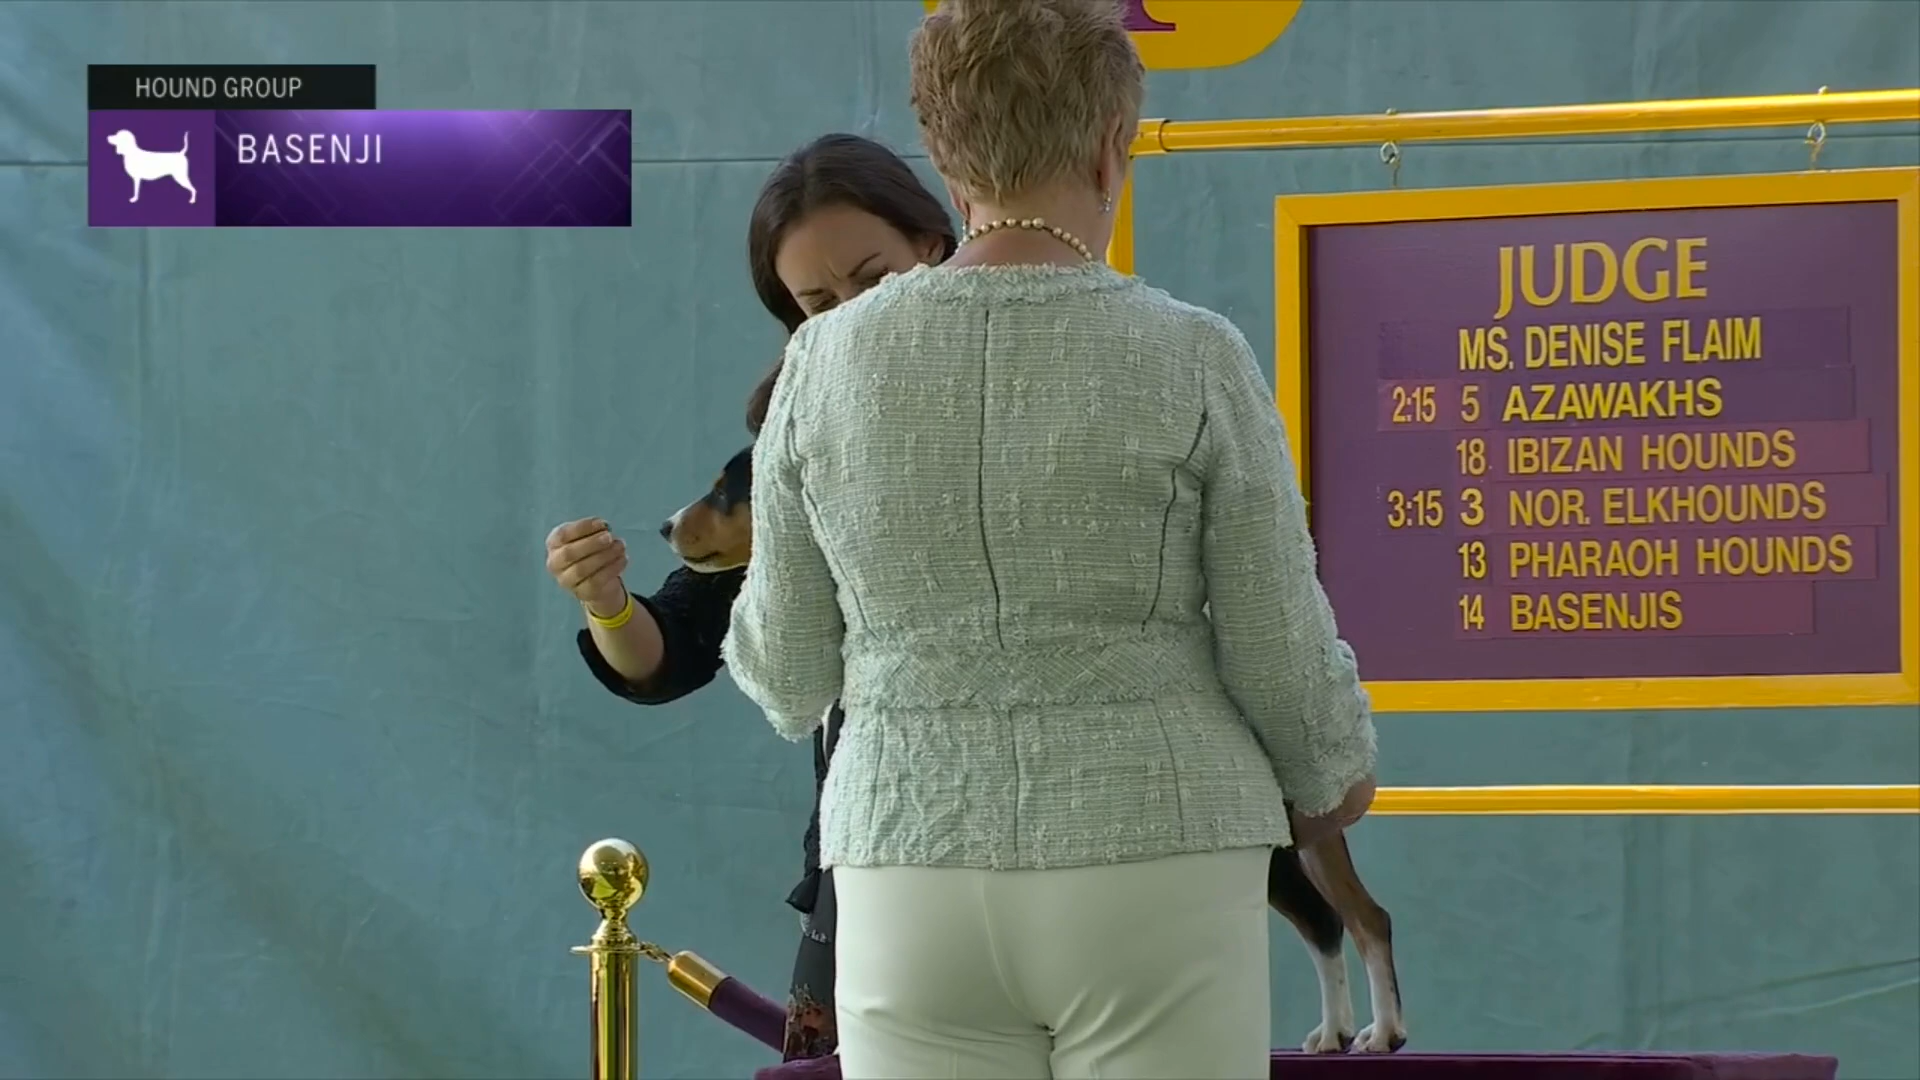 HOUND GROUP
BASENJI
JUDGE
MS. DENISE FLAIM
2:15 5 AZAWAKHS
18 IBIZAN HOUNDS
3:15 3 NOR. ELKHOUNDS
13 PHARAOH HOUNDS
14 BASENJIS